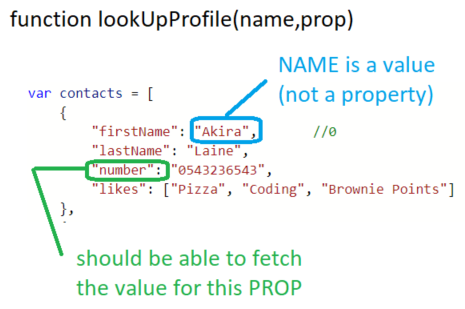 function lookUpProfile(name,prop)
NAME is a value
(not a property)
var contacts = [
{
"firstName": "Akira", //0
"lastName": "Laine",
"number": "0543236543",
"likes": ["Pizza", "Coding", "Brownie Points"]
},
should be able to fetch
the value for this PROP